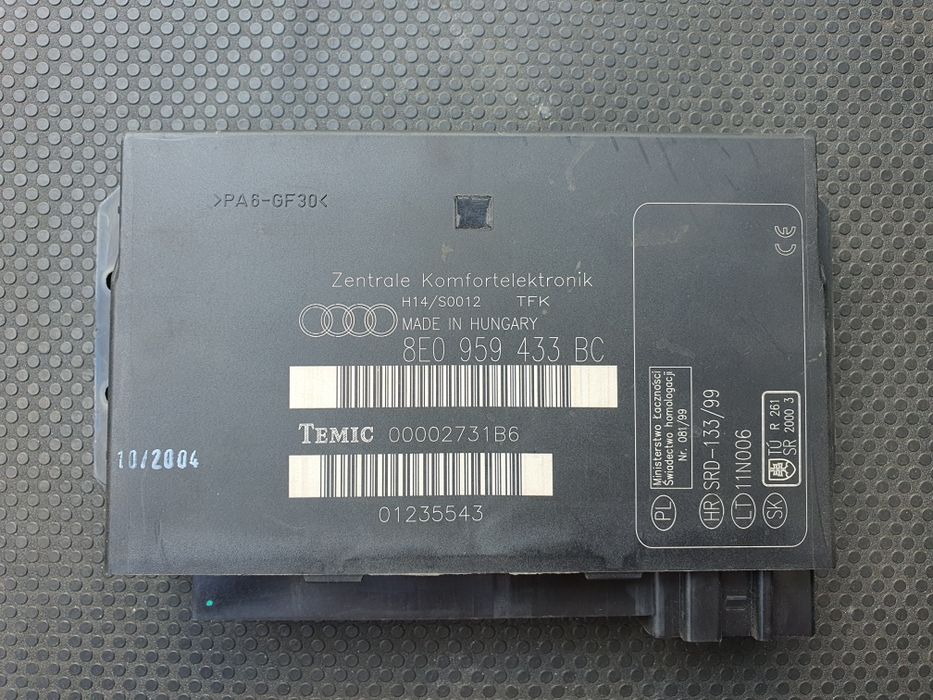 >PA6-GF30<
Zentrale Komfortelektronik
H14/S0012 TFK
MADE IN HUNGARY
8E0 959 433 BC
TEMIC 00002731B6
01235543
10/2004
CE
PL Ministerstwo Łaczności
Świadectwo homologacji
Nr. 081/99
HR SRD-133/99
LT 11N006
SK TÚ R 261
SR 2000 3